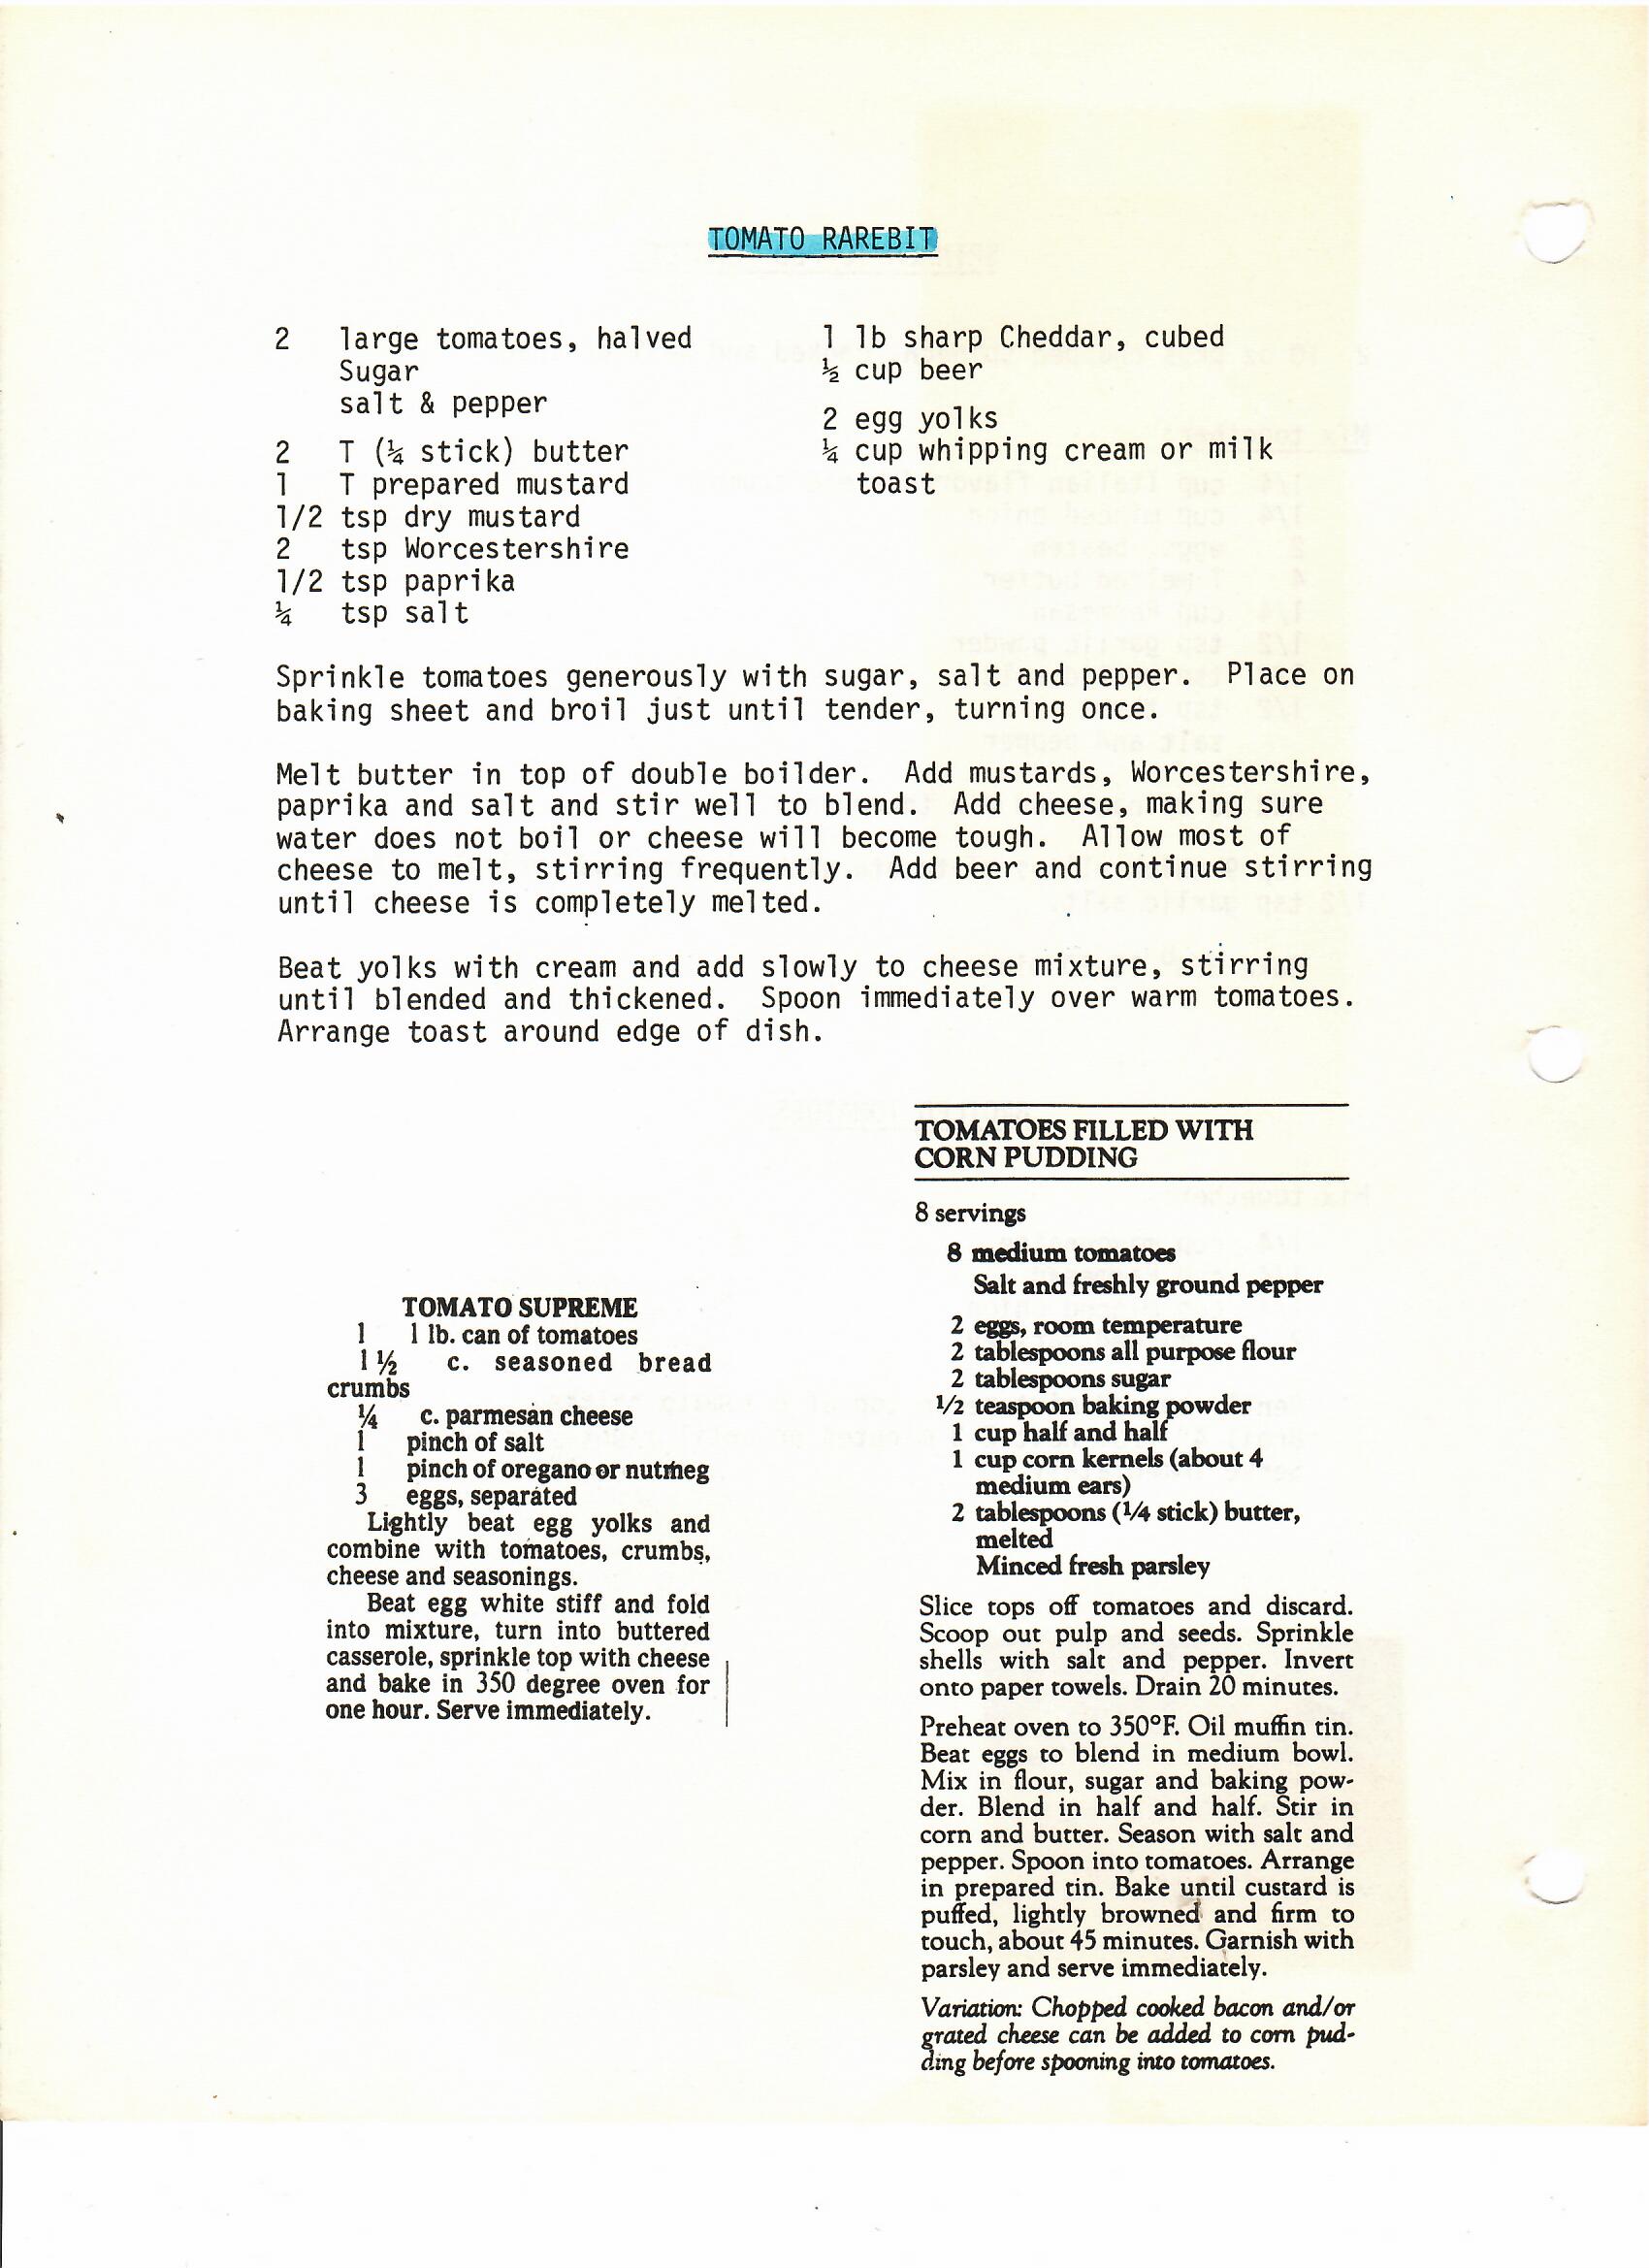 TOMATO RAREBIT
2 large tomatoes, halved
Sugar
salt & pepper
2 T (¼ stick) butter
1 T prepared mustard
1/2 tsp dry mustard
2 tsp Worcestershire
1/2 tsp paprika
¼ tsp salt
1 lb sharp Cheddar, cubed
½ cup beer
2 egg yolks
¼ cup whipping cream or milk
toast
Sprinkle tomatoes generously with sugar, salt and pepper. Place on
baking sheet and broil just until tender, turning once.
Melt butter in top of double boilder. Add mustards, Worcestershire,
paprika and salt and stir well to blend. Add cheese, making sure
water does not boil or cheese will become tough. Allow most of
cheese to melt, stirring frequently. Add beer and continue stirring
until cheese is completely melted.
Beat yolks with cream and add slowly to cheese mixture, stirring
until blended and thickened. Spoon immediately over warm tomatoes.
Arrange toast around edge of dish.
TOMATO SUPREME
1 1 lb. can of tomatoes
1 ½ c. seasoned bread
crumbs
¼ c. parmesan cheese
1 pinch of salt
1 pinch of oregano or nutmeg
3 eggs, separated
Lightly beat egg yolks and
combine with tomatoes, crumbs,
cheese and seasonings.
Beat egg white stiff and fold
into mixture, turn into buttered
casserole, sprinkle top with cheese
and bake in 350 degree oven for
one hour. Serve immediately.
TOMATOES FILLED WITH
CORN PUDDING
8 servings
8 medium tomatoes
Salt and freshly ground pepper
2 eggs, room temperature
2 tablespoons all purpose flour
2 tablespoons sugar
1/2 teaspoon baking powder
1 cup half and half
1 cup corn kernels (about 4
medium ears)
2 tablespoons (1/4 stick) butter,
melted
Minced fresh parsley
Slice tops off tomatoes and discard.
Scoop out pulp and seeds. Sprinkle
shells with salt and pepper. Invert
onto paper towels. Drain 20 minutes.
Preheat oven to 350°F. Oil muffin tin.
Beat eggs to blend in medium bowl.
Mix in flour, sugar and baking pow-
der. Blend in half and half. Stir in
corn and butter. Season with salt and
pepper. Spoon into tomatoes. Arrange
in prepared tin. Bake until custard is
puffed, lightly browned and firm to
touch, about 45 minutes. Garnish with
parsley and serve immediately.
Variation: Chopped cooked bacon and/or
grated cheese can be added to corn pud-
ding before spooning into tomatoes.